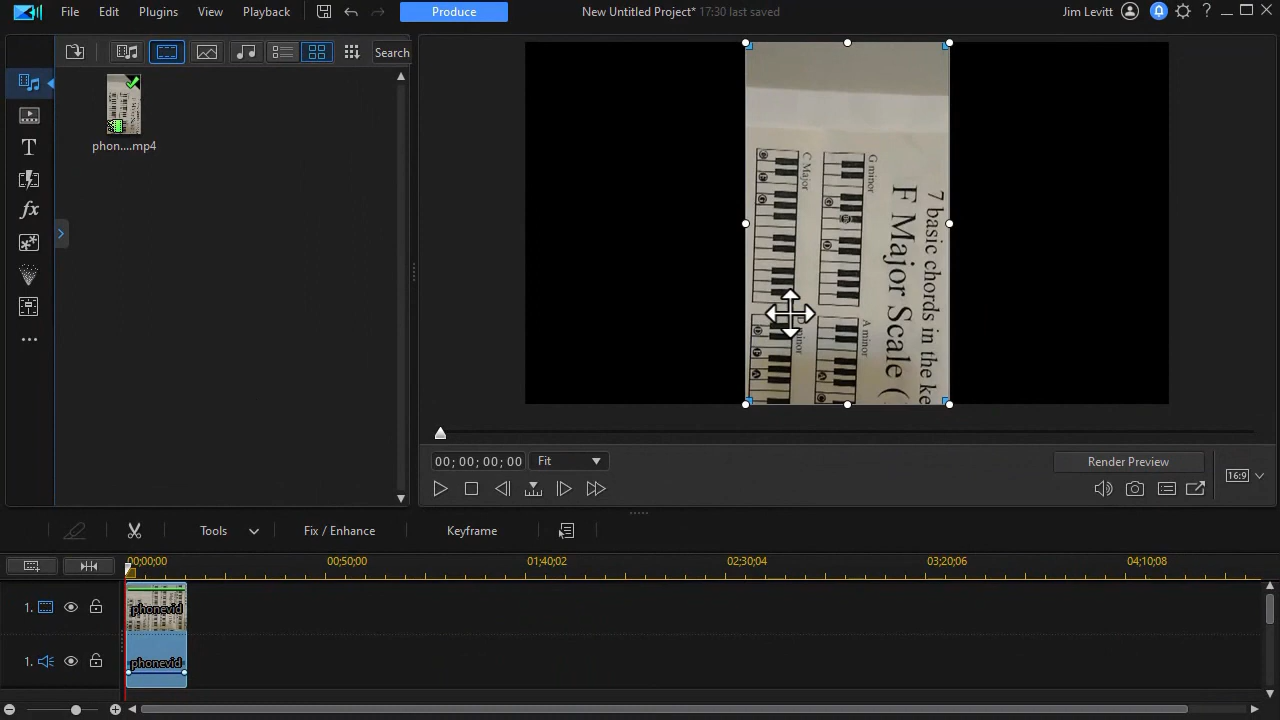 File Edit Plugins View Playback Produce New Untitled Project* 17:30 last saved Jim Levitt ?
Search
phon....mp4
7 basic chords in the ke
F Major Scale (
G minor
A minor
C Major
D minor
00; 00; 00; 00 Fit Render Preview
16:9
Tools Fix / Enhance Keyframe
00;00;00 00;50;00 01;40;02 02;30;04 03;20;06 04;10;08
1. phonevid
1. phonevid